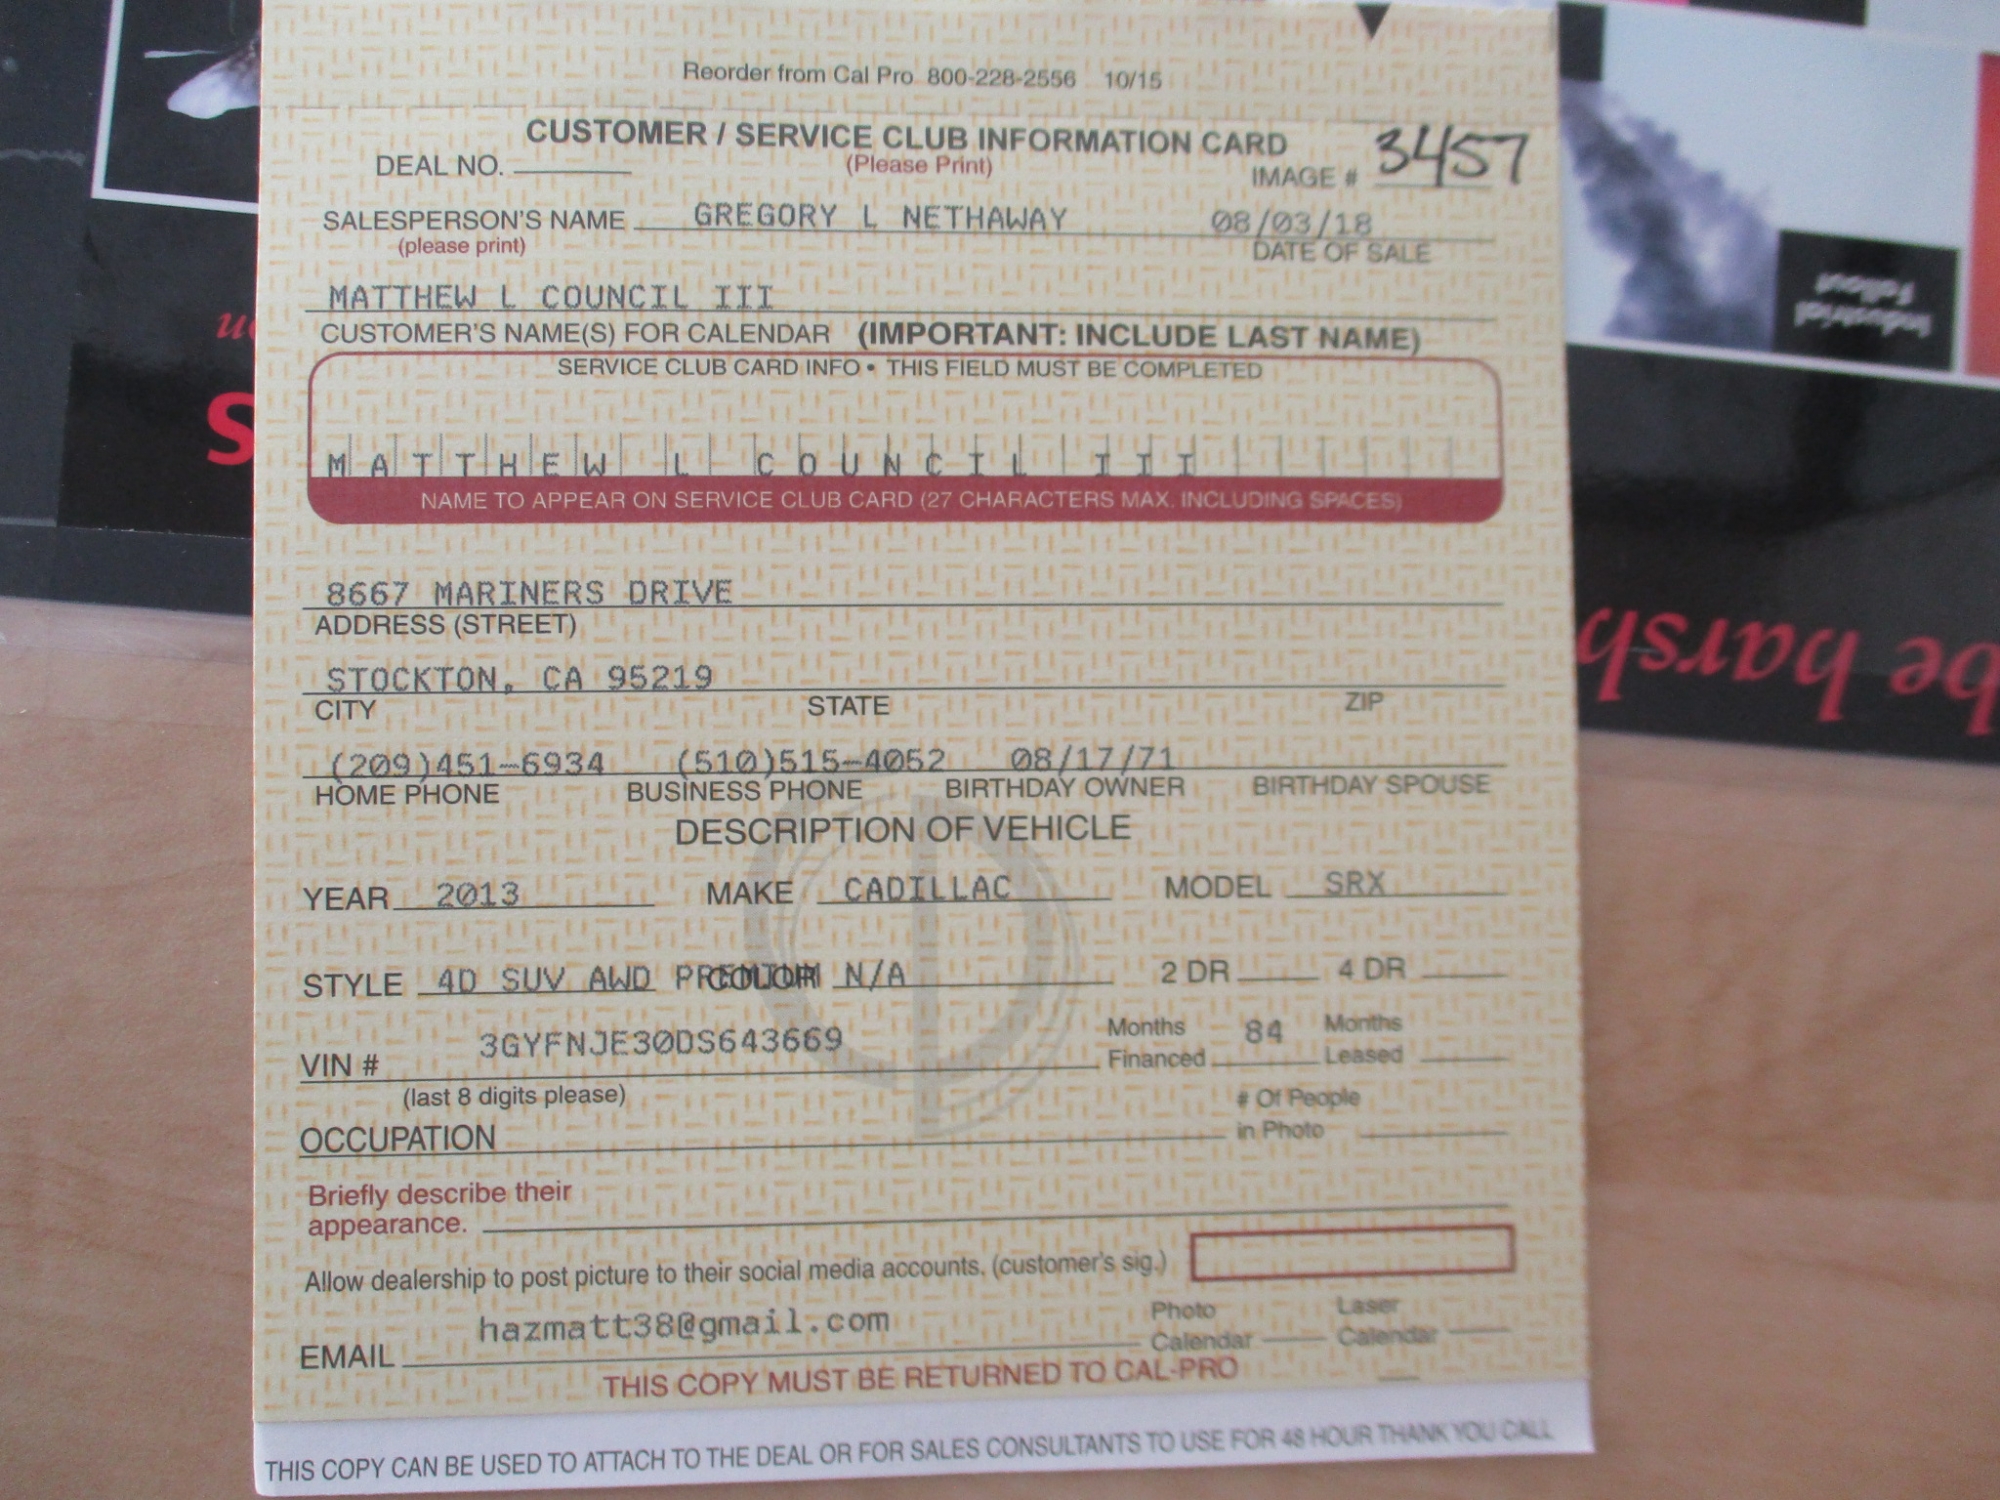 Reorder from Cal Pro 800-228-2556 10/15
CUSTOMER / SERVICE CLUB INFORMATION CARD
DEAL NO. (Please Print) IMAGE # 3457
SALESPERSON'S NAME GREGORY L NETHAWAY 08/03/18
(please print) DATE OF SALE
MATTHEW L COUNCIL III
CUSTOMER'S NAME(S) FOR CALENDAR (IMPORTANT: INCLUDE LAST NAME)
SERVICE CLUB CARD INFO • THIS FIELD MUST BE COMPLETED
MATTHEW L COUNCIL III
NAME TO APPEAR ON SERVICE CLUB CARD (27 CHARACTERS MAX. INCLUDING SPACES)
8667 MARINERS DRIVE
ADDRESS (STREET)
STOCKTON, CA 95219
CITY STATE ZIP
(209)451-6934 (510)515-4052 08/17/71
HOME PHONE BUSINESS PHONE BIRTHDAY OWNER BIRTHDAY SPOUSE
DESCRIPTION OF VEHICLE
YEAR 2013 MAKE CADILLAC MODEL SRX
STYLE 4D SUV AWD PREMIUM COLOR N/A 2 DR 4 DR
VIN # 3GYFNJE30DS643669 Months Financed 84 Months Leased
(last 8 digits please)
OCCUPATION # Of People in Photo
Briefly describe their
appearance.
Allow dealership to post picture to their social media accounts. (customer's sig.)
EMAIL hazmatt38@gmail.com Photo Calendar Laser Calendar
THIS COPY MUST BE RETURNED TO CAL-PRO
THIS COPY CAN BE USED TO ATTACH TO THE DEAL OR FOR SALES CONSULTANTS TO USE FOR 48 HOUR THANK YOU CALL
be harsh
Industrial
Fallout